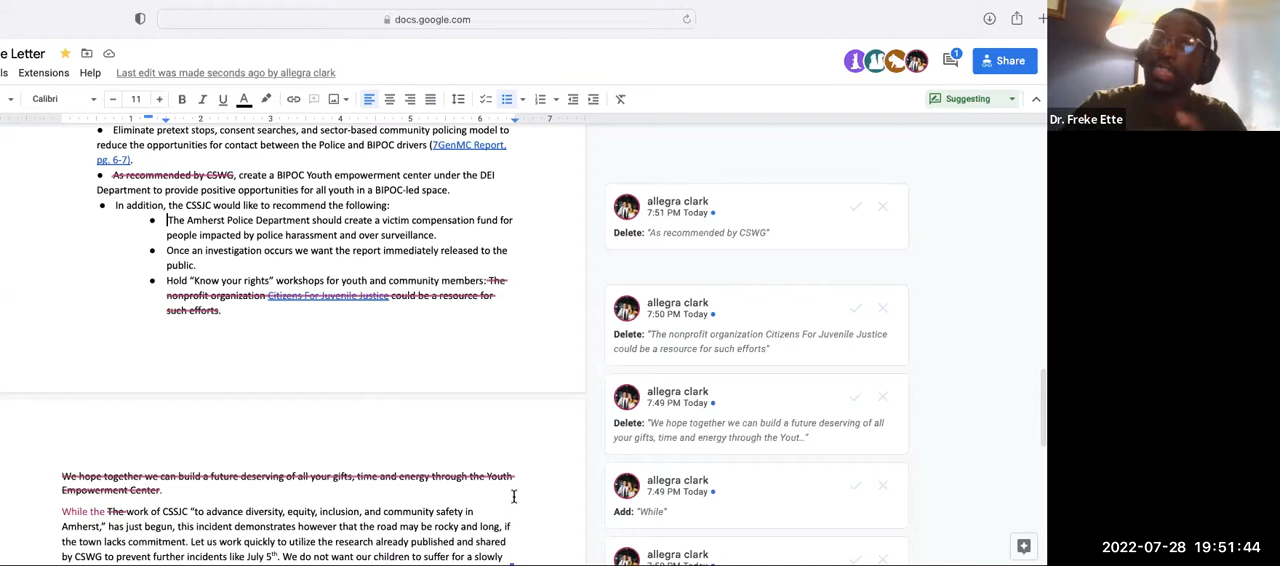 docs.google.com
e Letter
ls Extensions Help Last edit was made seconds ago by allegra clark
1
Share
Calibri 11 B I U A
Suggesting
1 2 3 4 5 6 7
Dr. Freke Ette
• Eliminate pretext stops, consent searches, and sector-based community policing model to
reduce the opportunities for contact between the Police and BIPOC drivers (7GenMC Report,
pg. 6-7).
• As recommended by CSWG, create a BIPOC Youth empowerment center under the DEI
Department to provide positive opportunities for all youth in a BIPOC-led space.
• In addition, the CSSJC would like to recommend the following:
• The Amherst Police Department should create a victim compensation fund for
people impacted by police harassment and over surveillance.
• Once an investigation occurs we want the report immediately released to the
public.
• Hold “Know your rights” workshops for youth and community members: The
nonprofit organization Citizens For Juvenile Justice could be a resource for
such efforts.
We hope together we can build a future deserving of all your gifts, time and energy through the Youth
Empowerment Center.
While the The work of CSSJC “to advance diversity, equity, inclusion, and community safety in
Amherst,” has just begun, this incident demonstrates however that the road may be rocky and long, if
the town lacks commitment. Let us work quickly to utilize the research already published and shared
by CSWG to prevent further incidents like July 5th. We do not want our children to suffer for a slowly
allegra clark
7:51 PM Today
Delete: “As recommended by CSWG”
allegra clark
7:50 PM Today
Delete: “The nonprofit organization Citizens For Juvenile Justice
could be a resource for such efforts”
allegra clark
7:49 PM Today
Delete: “We hope together we can build a future deserving of all
your gifts, time and energy through the Yout...”
allegra clark
7:49 PM Today
Add: “While”
allegra clark
2022-07-28 19:51:44